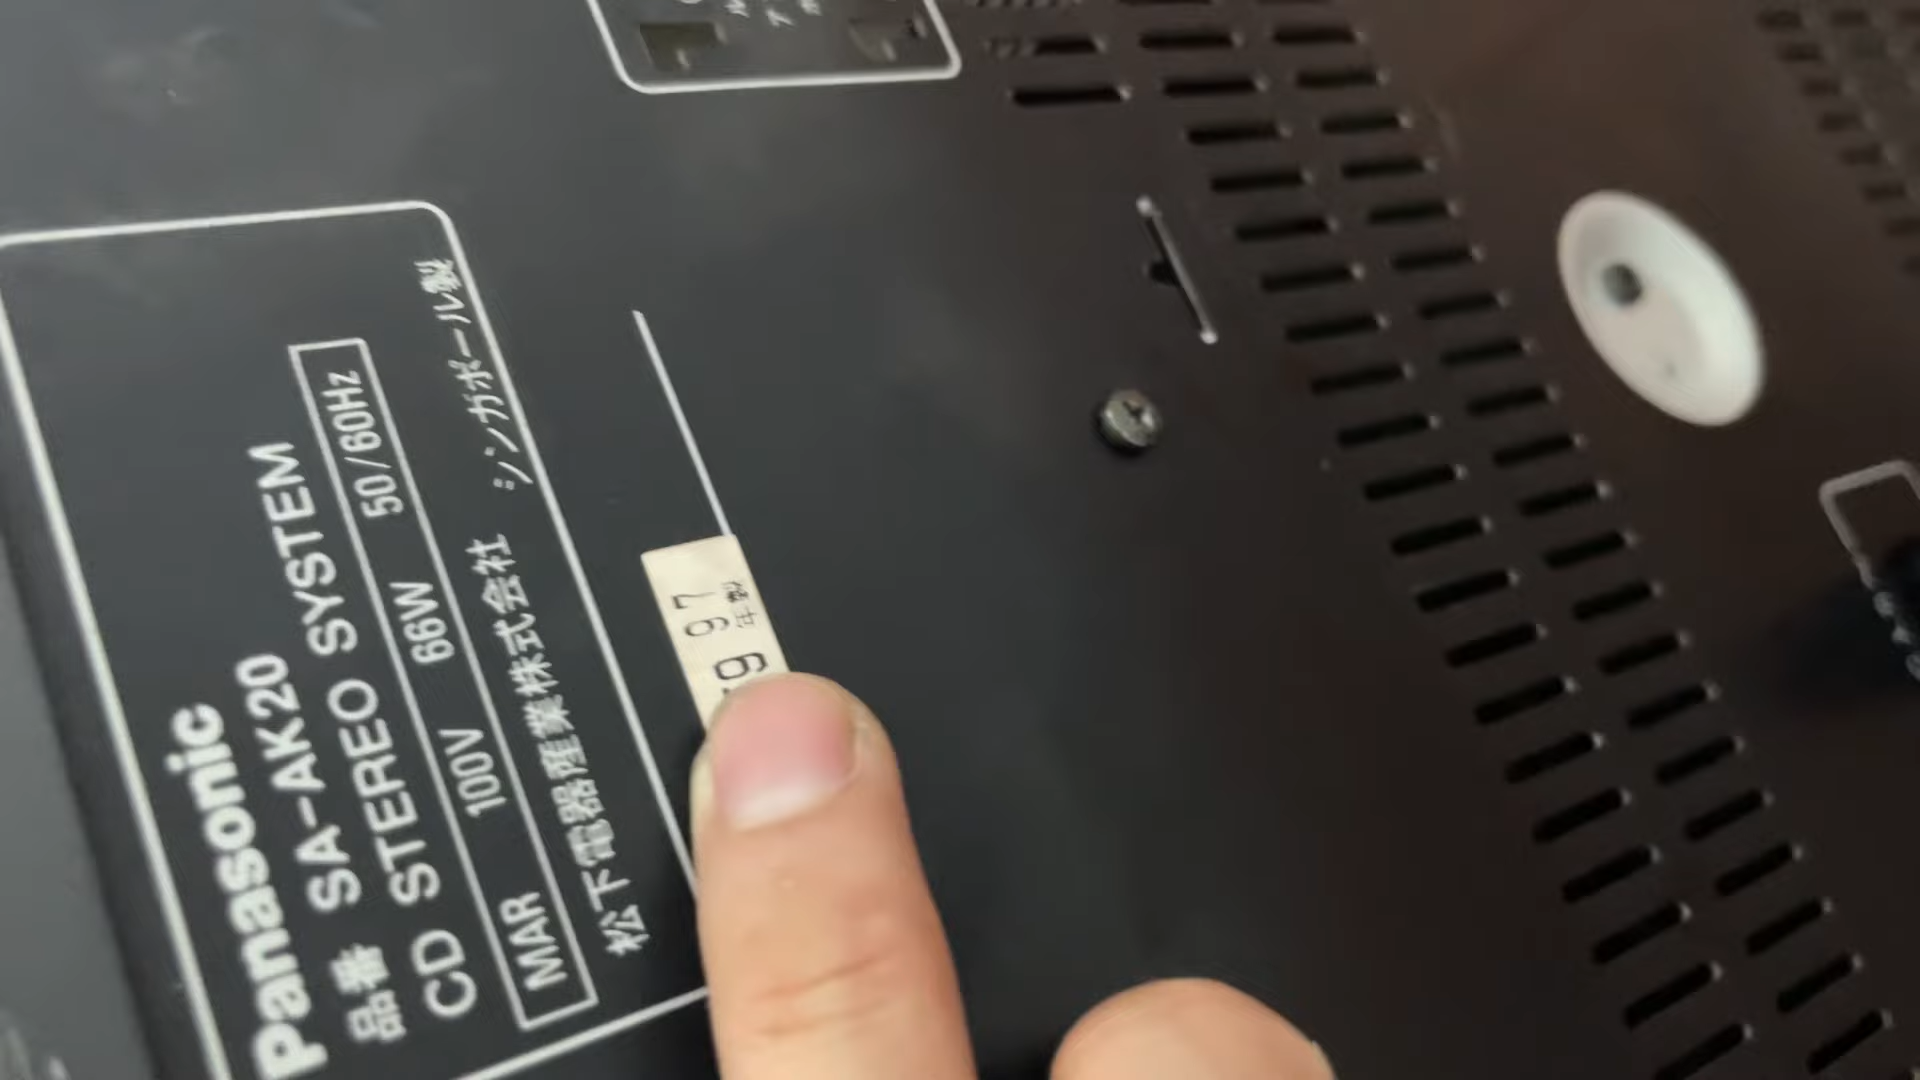 Panasonic
品番 SA-AK20
CD STEREO SYSTEM
MAR 100V 66W 50/60Hz
松下電器産業株式会社 シンガポール製
97
年製